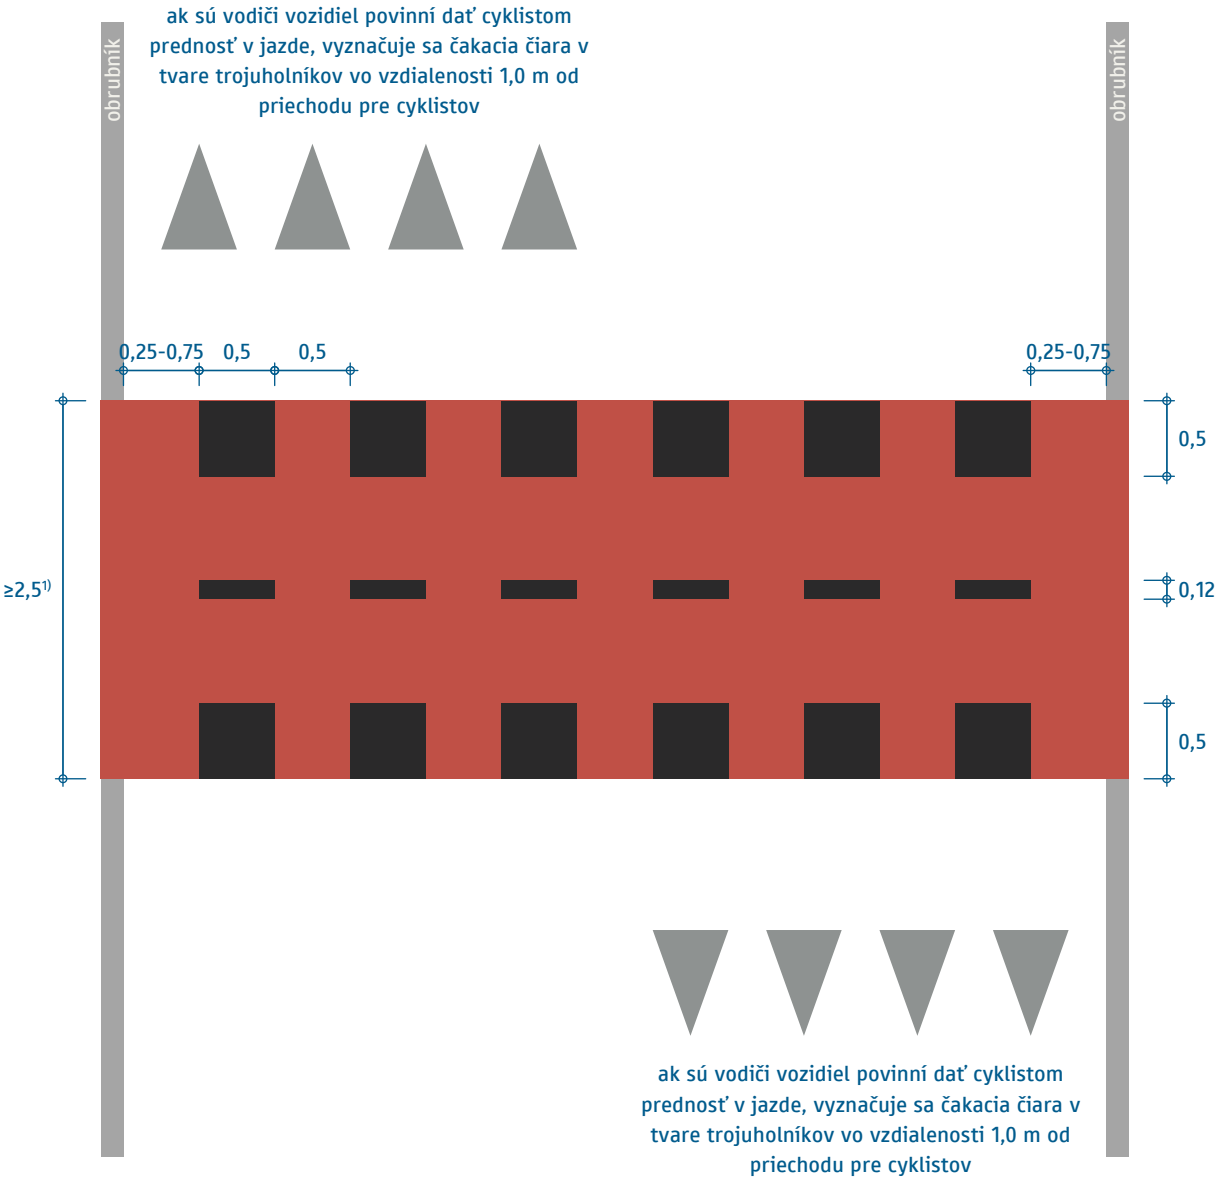 ak sú vodiči vozidiel povinní dať cyklistom
prednosť v jazde, vyznačuje sa čakacia čiara v
tvare trojuholníkov vo vzdialenosti 1,0 m od
priechodu pre cyklistov
obrubník
obrubník
0,25-0,75
0,5
0,5
0,25-0,75
0,5
≥2,5¹⁾
0,12
0,5
ak sú vodiči vozidiel povinní dať cyklistom
prednosť v jazde, vyznačuje sa čakacia čiara v
tvare trojuholníkov vo vzdialenosti 1,0 m od
priechodu pre cyklistov